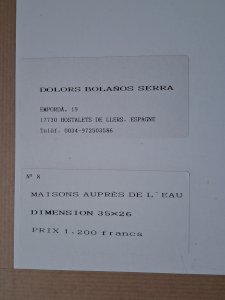 DOLORS BOLAÑOS SERRA
EMPORDÀ, 19
17730 HOSTALETS DE LLERS. ESPAGNE
Telèf. 0034-972503586
Nº 8
MAISONS AUPRÈS DE L´EAU
DIMENSION 35×26
PRIX 1.200 francs